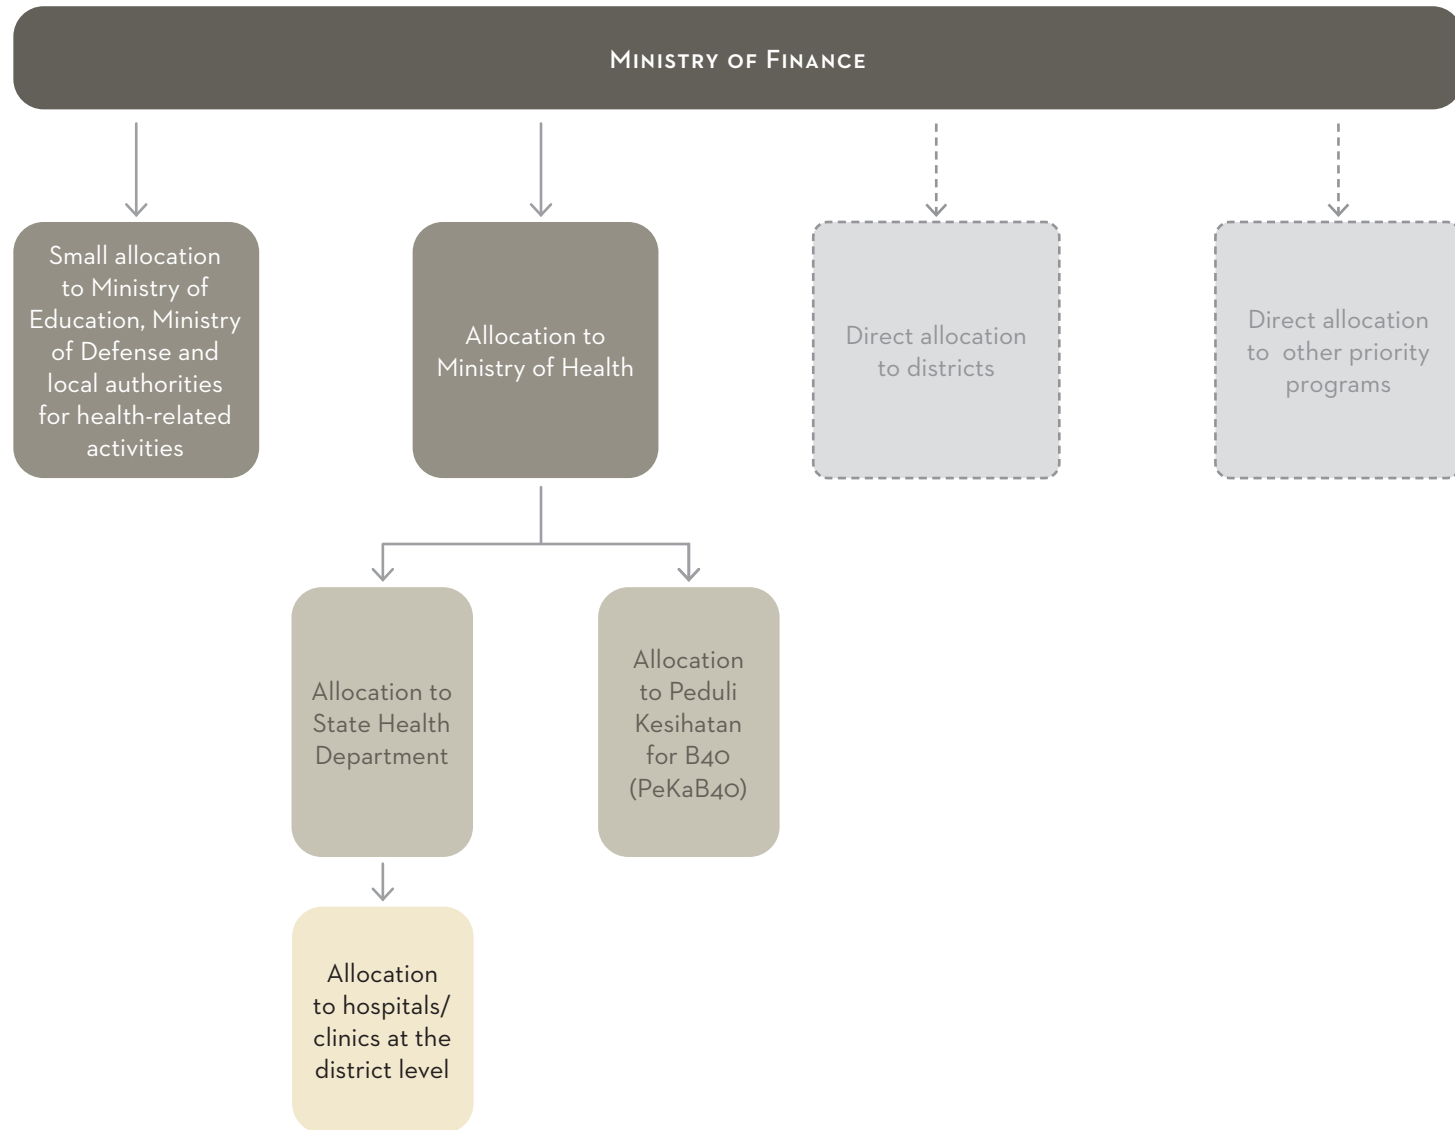 Ministry of Finance
Small allocation
to Ministry of
Education, Ministry
of Defense and
local authorities
for health-related
activities
Allocation to
Ministry of Health
Direct allocation
to districts
Direct allocation
to other priority
programs
Allocation to
State Health
Department
Allocation
to Peduli
Kesihatan
for B40
(PeKaB40)
Allocation
to hospitals/
clinics at the
district level